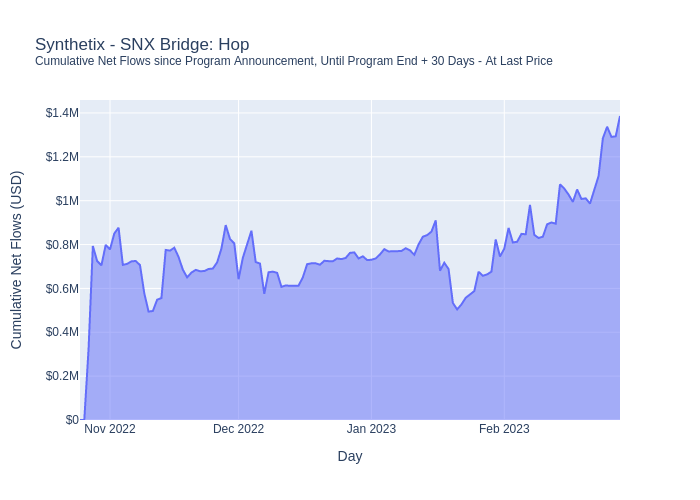 Synthetix - SNX Bridge: Hop
Cumulative Net Flows since Program Announcement, Until Program End + 30 Days - At Last Price
Cumulative Net Flows (USD)
$1.4M
$1.2M
$1M
$0.8M
$0.6M
$0.4M
$0.2M
$0
Nov 2022
Dec 2022
Jan 2023
Feb 2023
Day